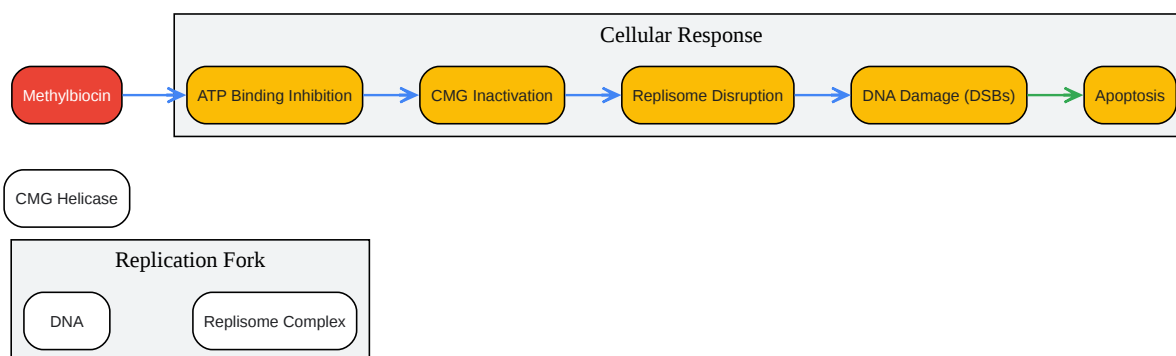 Cellular Response
Methylbiocin
ATP Binding Inhibition
CMG Inactivation
Replisome Disruption
DNA Damage (DSBs)
Apoptosis
CMG Helicase
Replication Fork
DNA
Replisome Complex